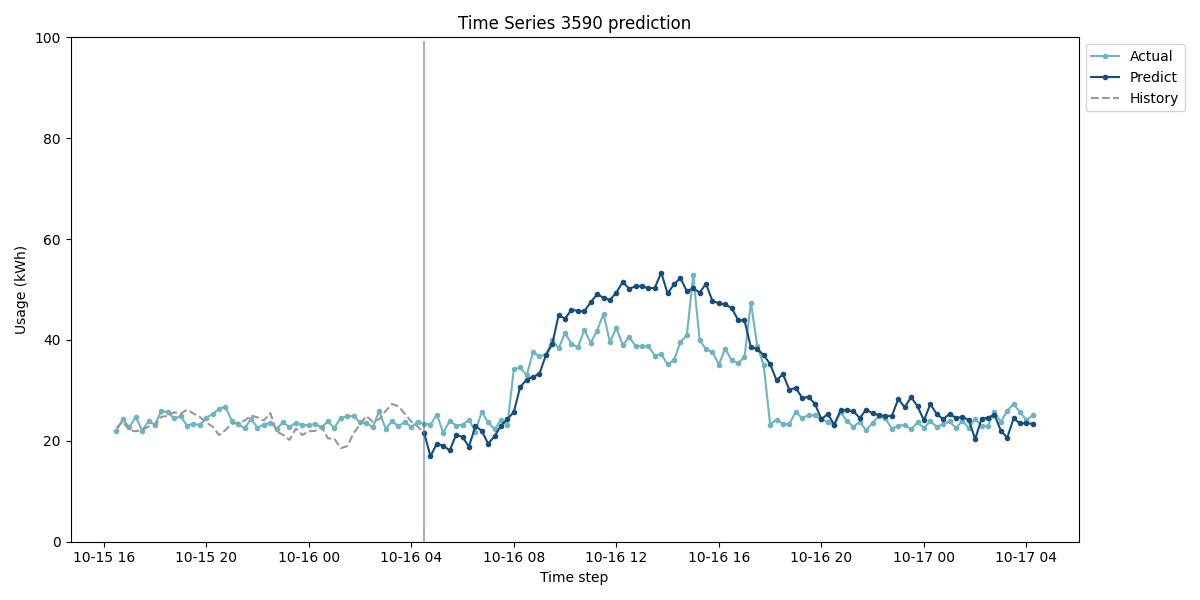 Time Series 3590 prediction
100
80
60
40
20
0
Usage (kWh)
10-15 16
10-15 20
10-16 00
10-16 04
10-16 08
10-16 12
10-16 16
10-16 20
10-17 00
10-17 04
Time step
Actual
Predict
History